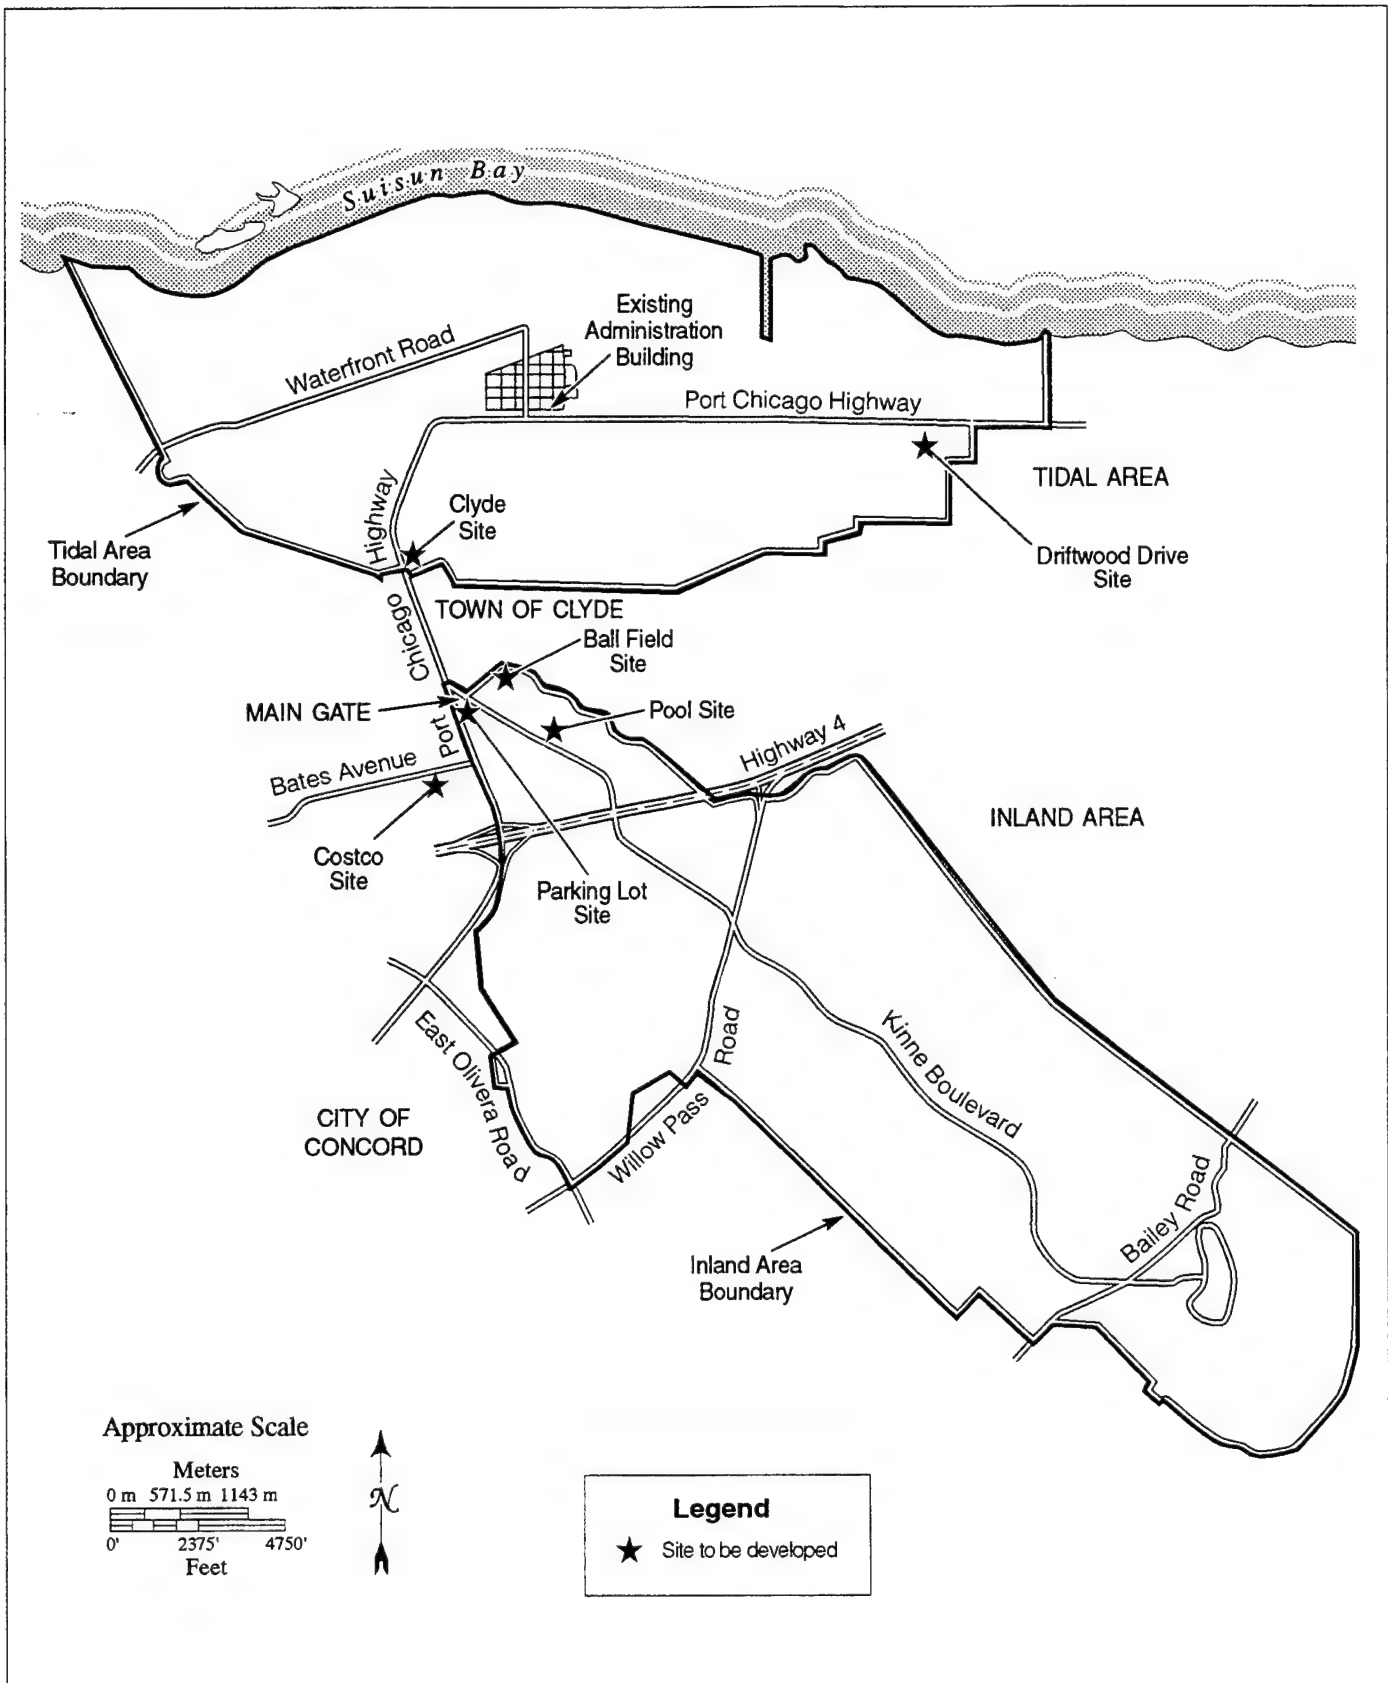 Suisun Bay
Existing
Administration
Building
Waterfront Road
Port Chicago Highway
TIDAL AREA
Highway
Clyde
Site
Tidal Area
Boundary
Driftwood Drive
Site
TOWN OF CLYDE
Chicago
Ball Field
Site
MAIN GATE
Port
Pool Site
Highway 4
Bates Avenue
INLAND AREA
Costco
Site
Parking Lot
Site
Road
Kinne Boulevard
East Olivera Road
CITY OF
CONCORD
Willow Pass
Bailey Road
Inland Area
Boundary
Approximate Scale
Meters
0 m 571.5 m 1143 m
0' 2375' 4750'
Feet
N
Legend
Site to be developed